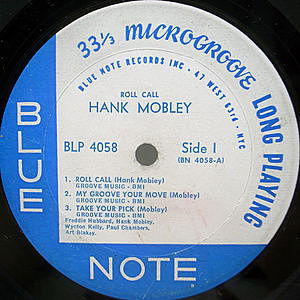 33 1/3 MICROGROOVE LONG PLAYING
BLUE NOTE RECORDS INC · 47 WEST 63rd · NYC
ROLL CALL
HANK MOBLEY
BLP 4058 Side 1
(BN 4058-A)
1. ROLL CALL (Hank Mobley)
GROOVE MUSIC - BMI
2. MY GROOVE YOUR MOVE (Mobley)
GROOVE MUSIC - BMI
3. TAKE YOUR PICK (Mobley)
GROOVE MUSIC - BMI
Freddie Hubbard, Hank Mobley,
Wynton Kelly, Paul Chambers,
Art Blakey.
BLUE
NOTE